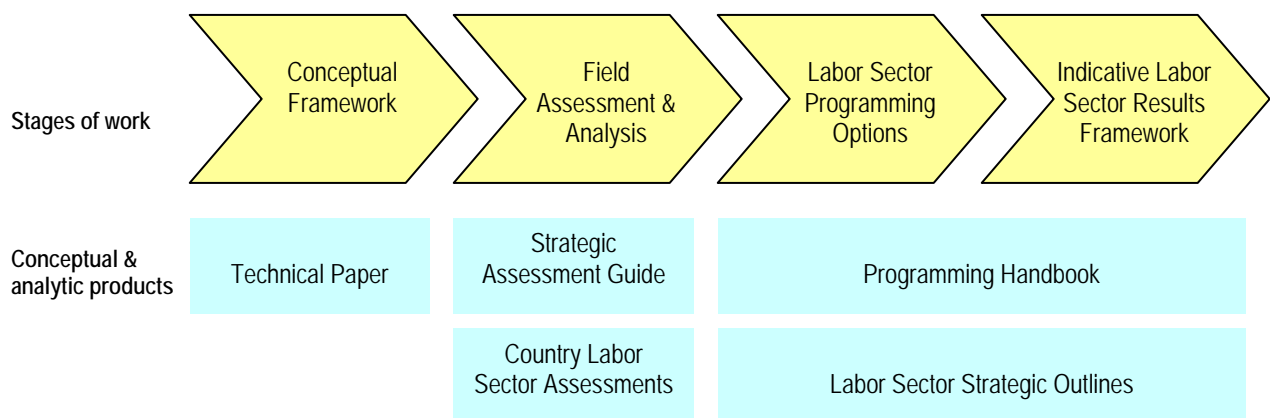 Stages of work
Conceptual
Framework
Field
Assessment &
Analysis
Labor Sector
Programming
Options
Indicative Labor
Sector Results
Framework
Conceptual &
analytic products
Technical Paper
Strategic
Assessment Guide
Programming Handbook
Country Labor
Sector Assessments
Labor Sector Strategic Outlines